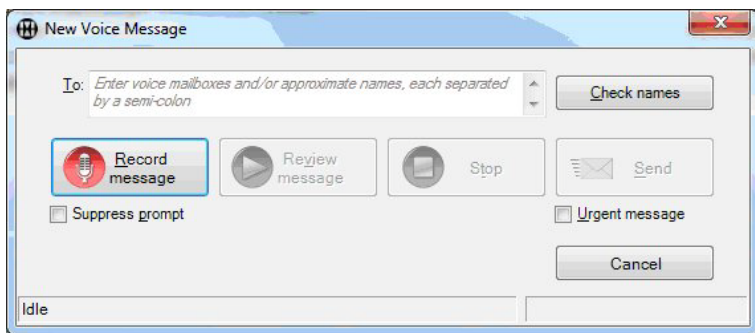 New Voice Message
To: Enter voice mailboxes and/or approximate names, each separated
by a semi-colon
Check names
Record
message
Review
message
Stop
Send
Suppress prompt
Urgent message
Cancel
Idle